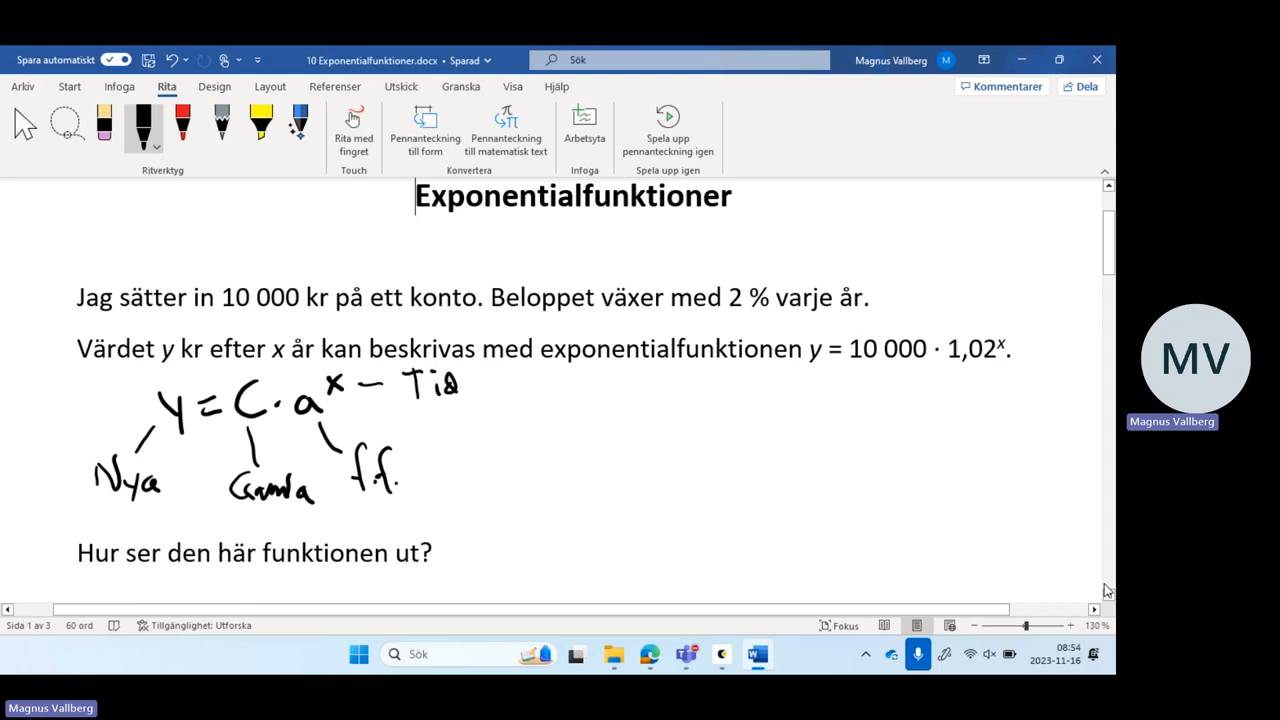 Spara automatiskt
10 Exponentialfunktioner.docx • Sparad
Sök
Magnus Vallberg
M
Arkiv Start Infoga Rita Design Layout Referenser Utskick Granska Visa Hjälp
Kommentarer
Dela
Rita med fingret
Pennanteckning till form
Pennanteckning till matematisk text
Arbetsyta
Spela upp pennanteckning igen
Ritverktyg
Touch
Konvertera
Infoga
Spela upp igen
Exponentialfunktioner
Jag sätter in 10 000 kr på ett konto. Beloppet växer med 2 % varje år.
Värdet y kr efter x år kan beskrivas med exponentialfunktionen y = 10 000 · 1,02ˣ.
y = C · aˣ – Tid
Nya Gamla f.f.
Hur ser den här funktionen ut?
MV
Magnus Vallberg
Sida 1 av 3
60 ord
Tillgänglighet: Utforska
Fokus
130 %
Sök
08:54
2023-11-16
Magnus Vallberg